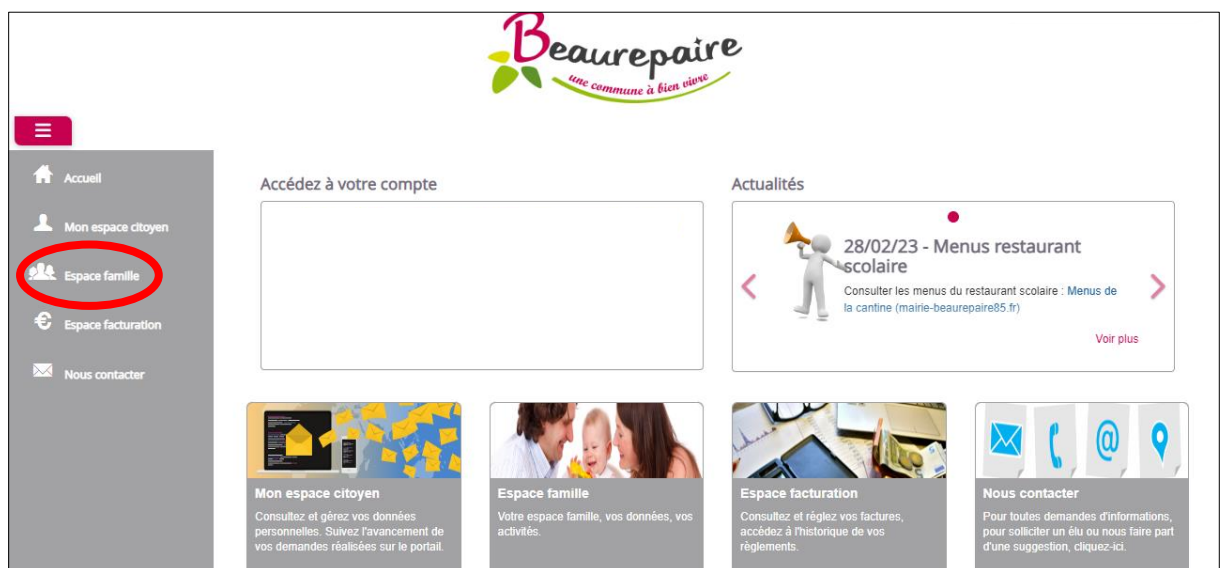 Beaurepaire
une commune à bien vivre
Accueil
Mon espace citoyen
Espace famille
Espace facturation
Nous contacter
Accédez à votre compte
Actualités
28/02/23 - Menus restaurant
scolaire
Consulter les menus du restaurant scolaire : Menus de
la cantine (mairie-beaurepaire85.fr)
Voir plus
Mon espace citoyen
Consultez et gérez vos données
personnelles. Suivez l'avancement de
vos demandes réalisées sur le portail.
Espace famille
Votre espace famille, vos données, vos
activités.
Espace facturation
Consultez et réglez vos factures,
accédez à l'historique de vos
règlements.
Nous contacter
Pour toutes demandes d'informations,
pour solliciter un élu ou nous faire part
d'une suggestion, cliquez-ici.